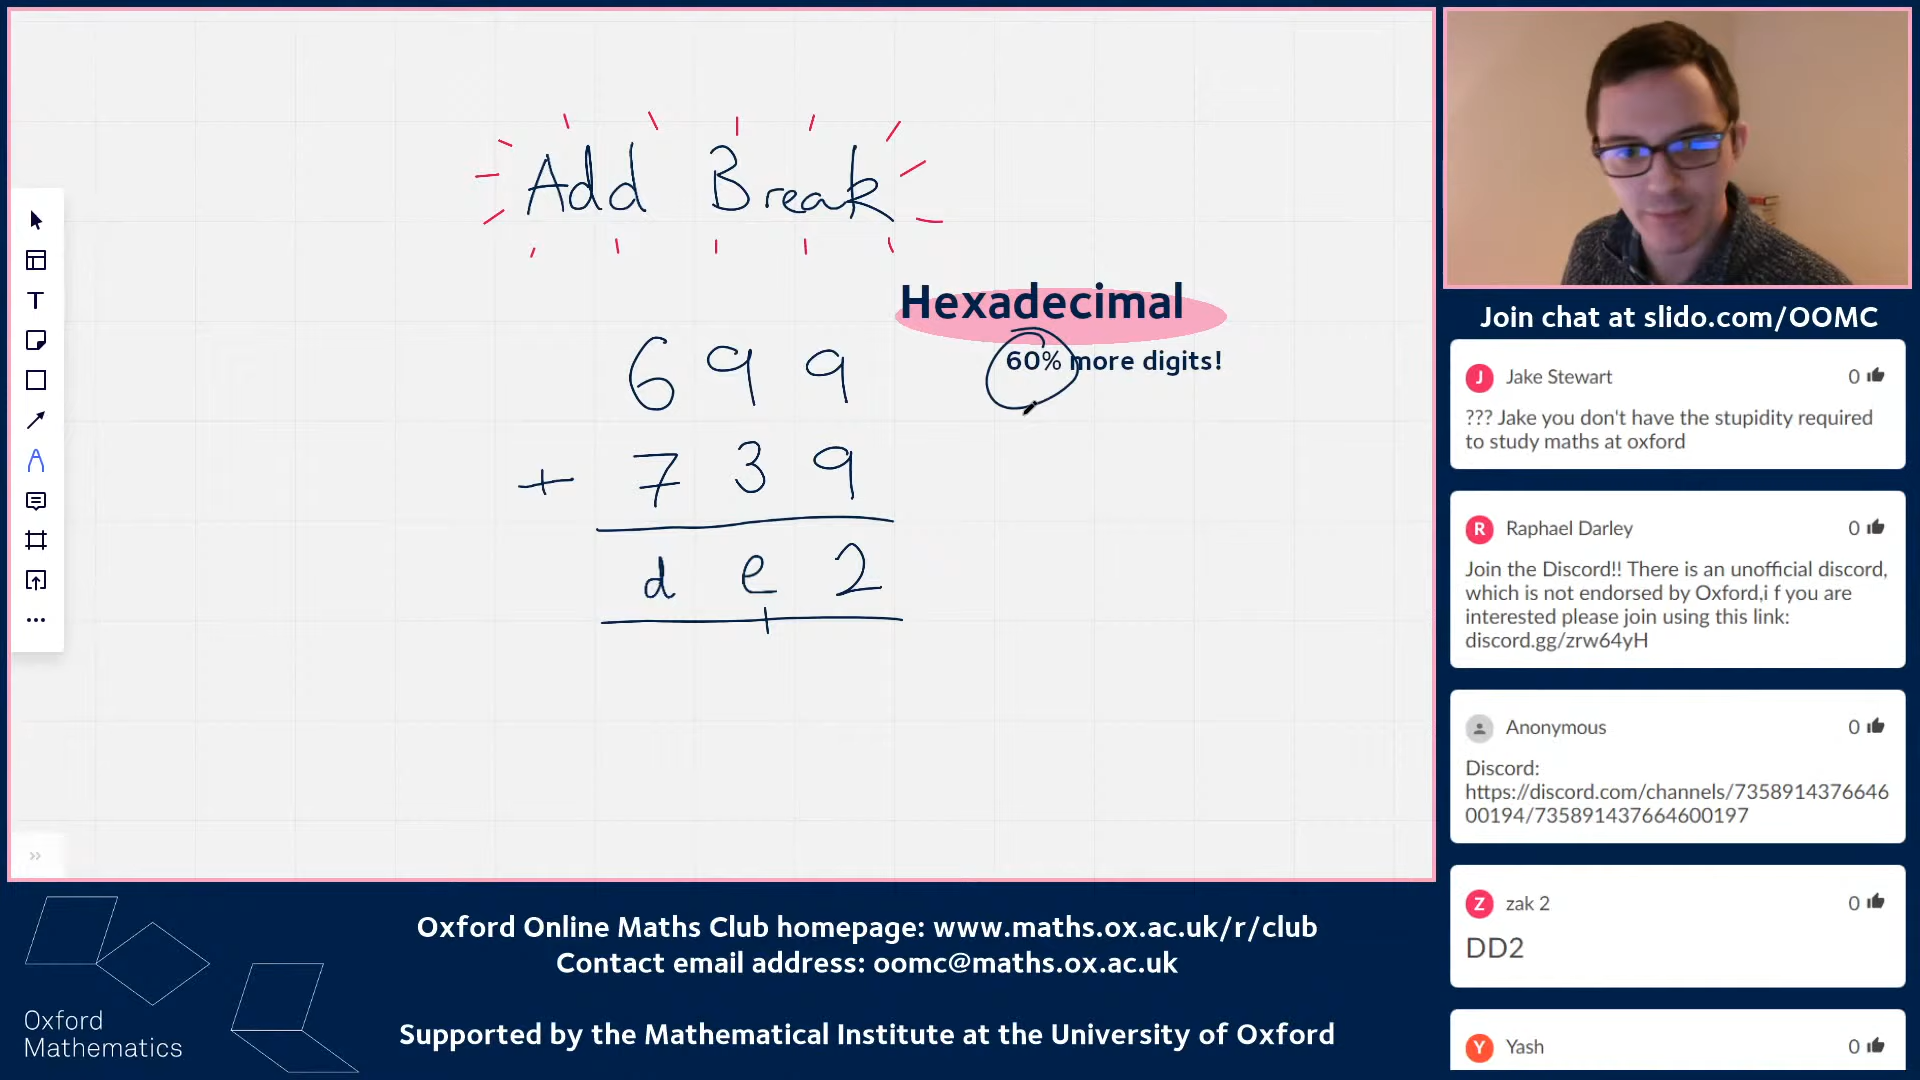 Add Break
Hexadecimal
60% more digits!
6 9 9
+ 7 3 9
d e 2
1
Join chat at slido.com/OOMC
J Jake Stewart 0
??? Jake you don't have the stupidity required
to study maths at oxford
R Raphael Darley 0
Join the Discord!! There is an unofficial discord,
which is not endorsed by Oxford,i f you are
interested please join using this link:
discord.gg/zrw64yH
Anonymous 0
Discord:
https://discord.com/channels/7358914376646
00194/735891437664600197
Z zak 2 0
DD2
Y Yash 0
Oxford
Mathematics
Oxford Online Maths Club homepage: www.maths.ox.ac.uk/r/club
Contact email address: oomc@maths.ox.ac.uk
Supported by the Mathematical Institute at the University of Oxford